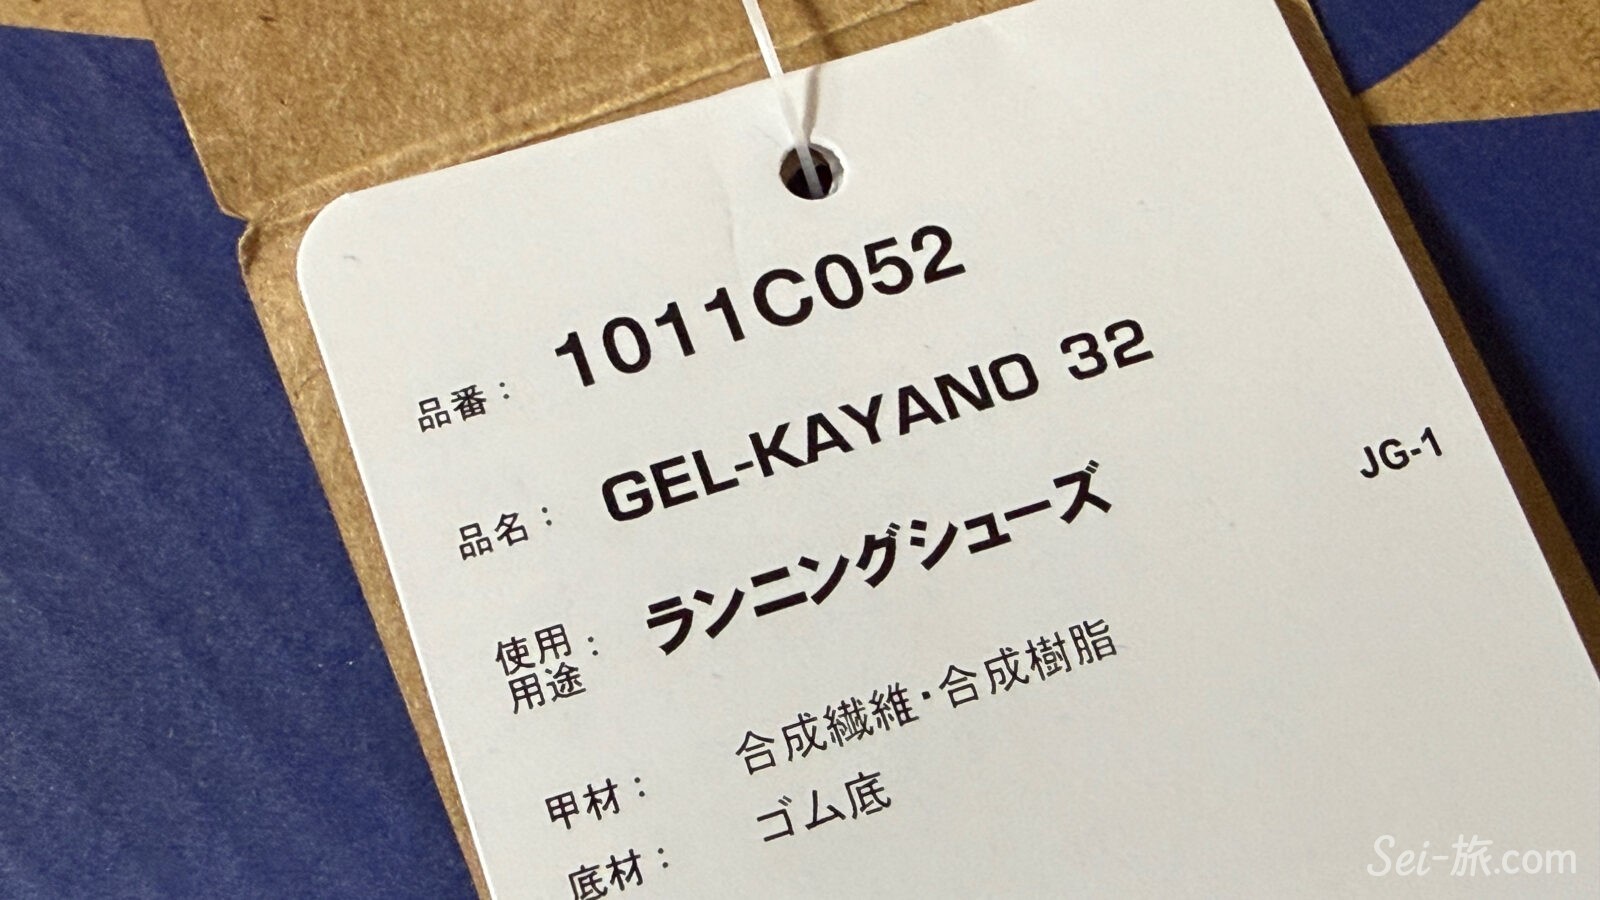 品番： 1011C052
品名： GEL-KAYANO 32
使用用途： ランニングシューズ
JG-1
甲材： 合成繊維・合成樹脂
底材： ゴム底
Sei-旅.com